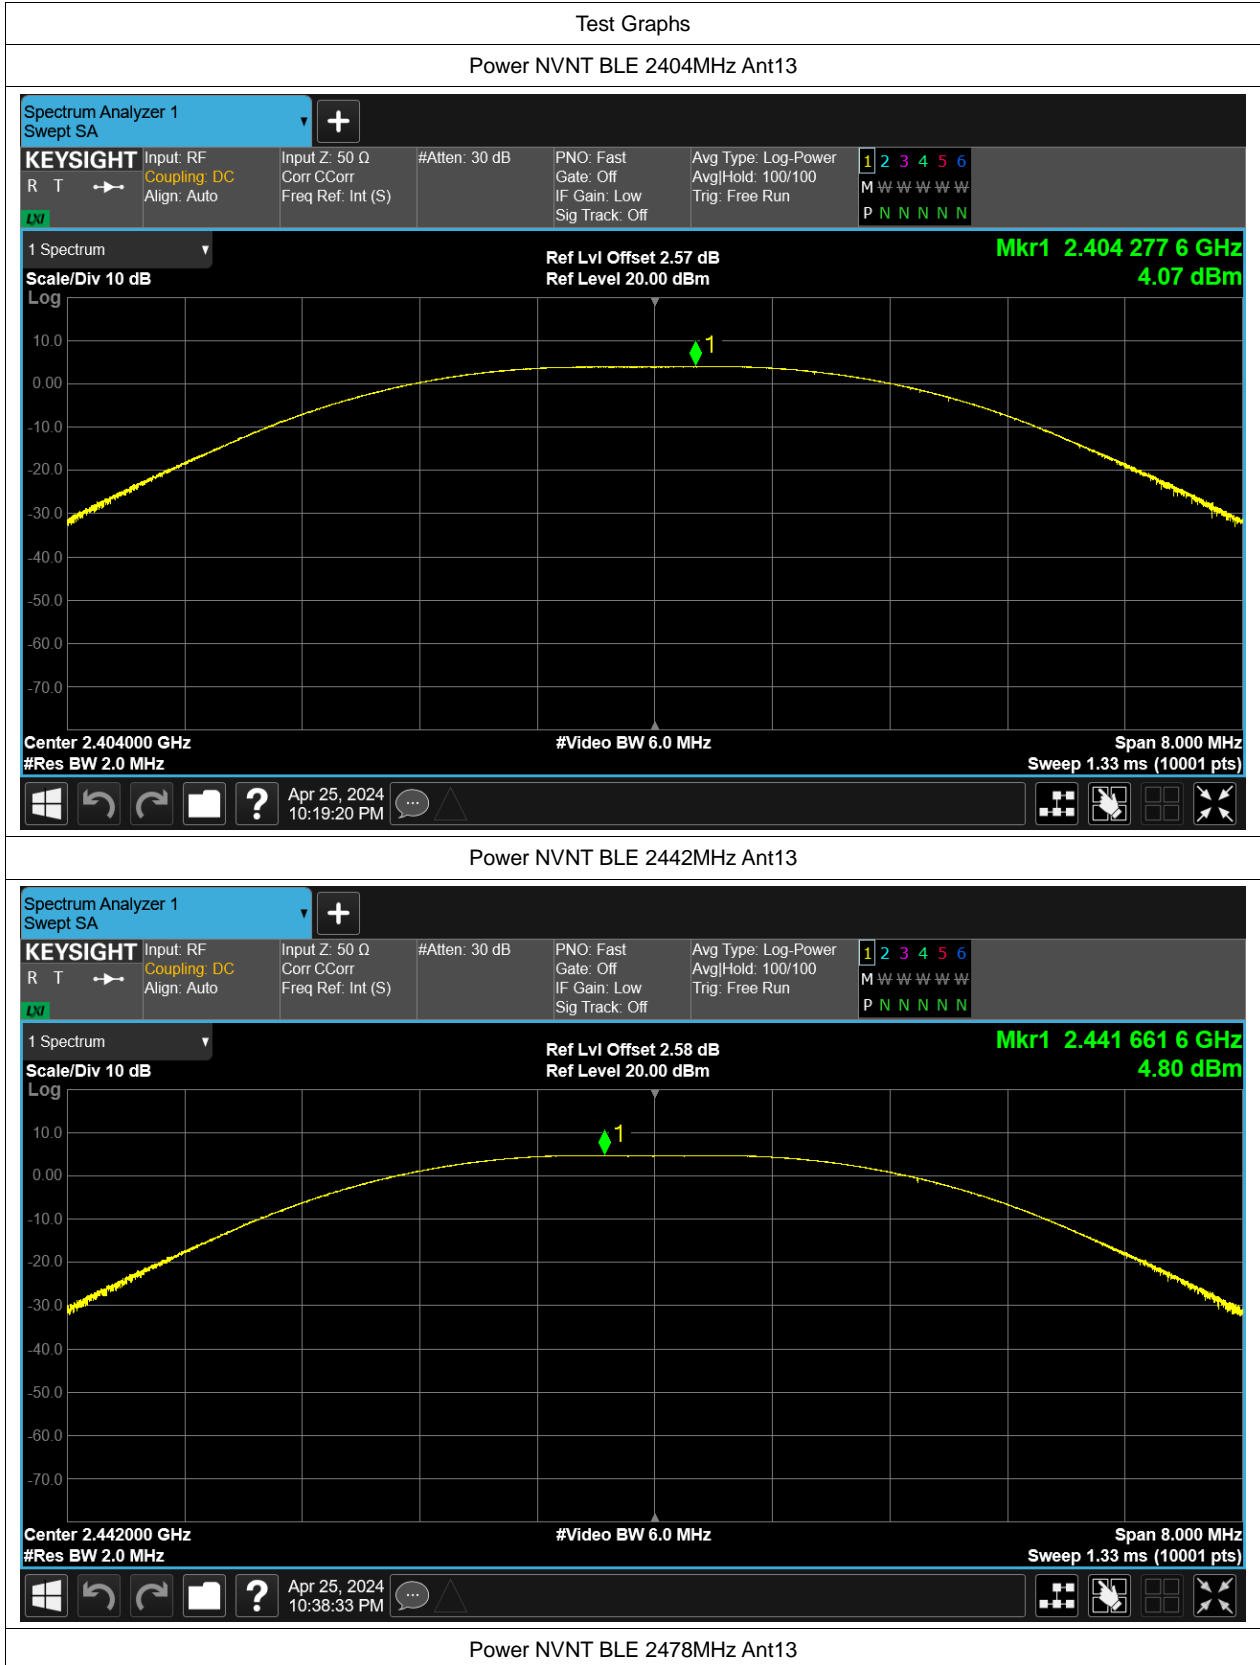 Test Graphs
Power NVNT BLE 2404MHz Ant13
Spectrum Analyzer 1
Swept SA
KEYSIGHT Input: RF Input Z: 50 Ω #Atten: 30 dB PNO: Fast Avg Type: Log-Power 1 2 3 4 5 6
R T Coupling: DC Corr CCorr Gate: Off Avg|Hold: 100/100 M W W W W W
Align: Auto Freq Ref: Int (S) IF Gain: Low Trig: Free Run
LXI Sig Track: Off P N N N N N
1 Spectrum Ref Lvl Offset 2.57 dB Mkr1 2.404 277 6 GHz
Scale/Div 10 dB Ref Level 20.00 dBm 4.07 dBm
Log
10.0 1
0.00
-10.0
-20.0
-30.0
-40.0
-50.0
-60.0
-70.0
Center 2.404000 GHz #Video BW 6.0 MHz Span 8.000 MHz
#Res BW 2.0 MHz Sweep 1.33 ms (10001 pts)
? Apr 25, 2024
10:19:20 PM
Power NVNT BLE 2442MHz Ant13
Spectrum Analyzer 1
Swept SA
KEYSIGHT Input: RF Input Z: 50 Ω #Atten: 30 dB PNO: Fast Avg Type: Log-Power 1 2 3 4 5 6
R T Coupling: DC Corr CCorr Gate: Off Avg|Hold: 100/100 M W W W W W
Align: Auto Freq Ref: Int (S) IF Gain: Low Trig: Free Run
LXI Sig Track: Off P N N N N N
1 Spectrum Ref Lvl Offset 2.58 dB Mkr1 2.441 661 6 GHz
Scale/Div 10 dB Ref Level 20.00 dBm 4.80 dBm
Log
10.0 1
0.00
-10.0
-20.0
-30.0
-40.0
-50.0
-60.0
-70.0
Center 2.442000 GHz #Video BW 6.0 MHz Span 8.000 MHz
#Res BW 2.0 MHz Sweep 1.33 ms (10001 pts)
? Apr 25, 2024
10:38:33 PM
Power NVNT BLE 2478MHz Ant13